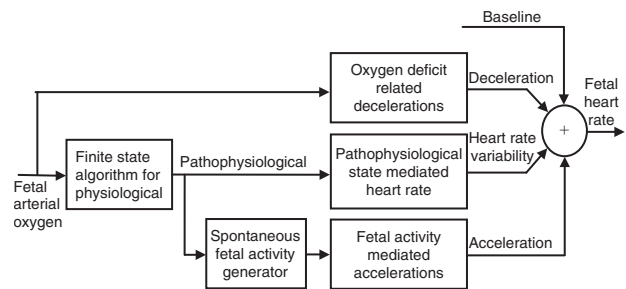 Baseline
Oxygen deficit
related
decelerations
Deceleration
Fetal
heart
rate
+
Finite state
algorithm for
physiological
Pathophysiological
Pathophysiological
state mediated
heart rate
Heart rate
variability
Fetal
arterial
oxygen
Spontaneous
fetal activity
generator
Fetal activity
mediated
accelerations
Acceleration